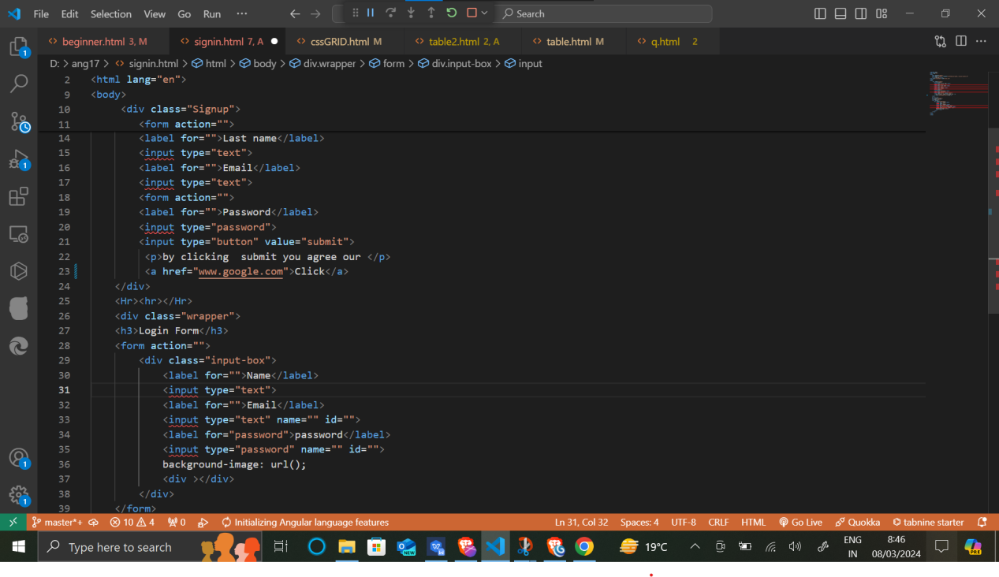 File Edit Selection View Go Run ··· Search
beginner.html 3, M signin.html 7, A cssGRID.html M table2.html 2, A table.html M q.html 2
D: > ang17 > signin.html > html > body > div.wrapper > form > div.input-box > input
2 <html lang="en">
9 <body>
10 <div class="Signup">
11 <form action="">
14 <label for="">Last name</label>
15 <input type="text">
16 <label for="">Email</label>
17 <input type="text">
18 <form action="">
19 <label for="">Password</label>
20 <input type="password">
21 <input type="button" value="submit">
22 <p>by clicking  submit you agree our </p>
23 <a href="www.google.com">Click</a>
24 </div>
25 <Hr><hr></Hr>
26 <div class="wrapper">
27 <h3>Login Form</h3>
28 <form action="">
29 <div class="input-box">
30 <label for="">Name</label>
31 <input type="text">
32 <label for="">Email</label>
33 <input type="text" name="" id="">
34 <label for="password">password</label>
35 <input type="password" name="" id="">
36 background-image: url();
37 <div ></div>
38 </div>
39 </form>
master*+ 10 4 0 Initializing Angular language features Ln 31, Col 32 Spaces: 4 UTF-8 CRLF HTML Go Live Quokka tabnine starter
Type here to search NEW 19°C ENG 8:46 PRE
IN 08/03/2024